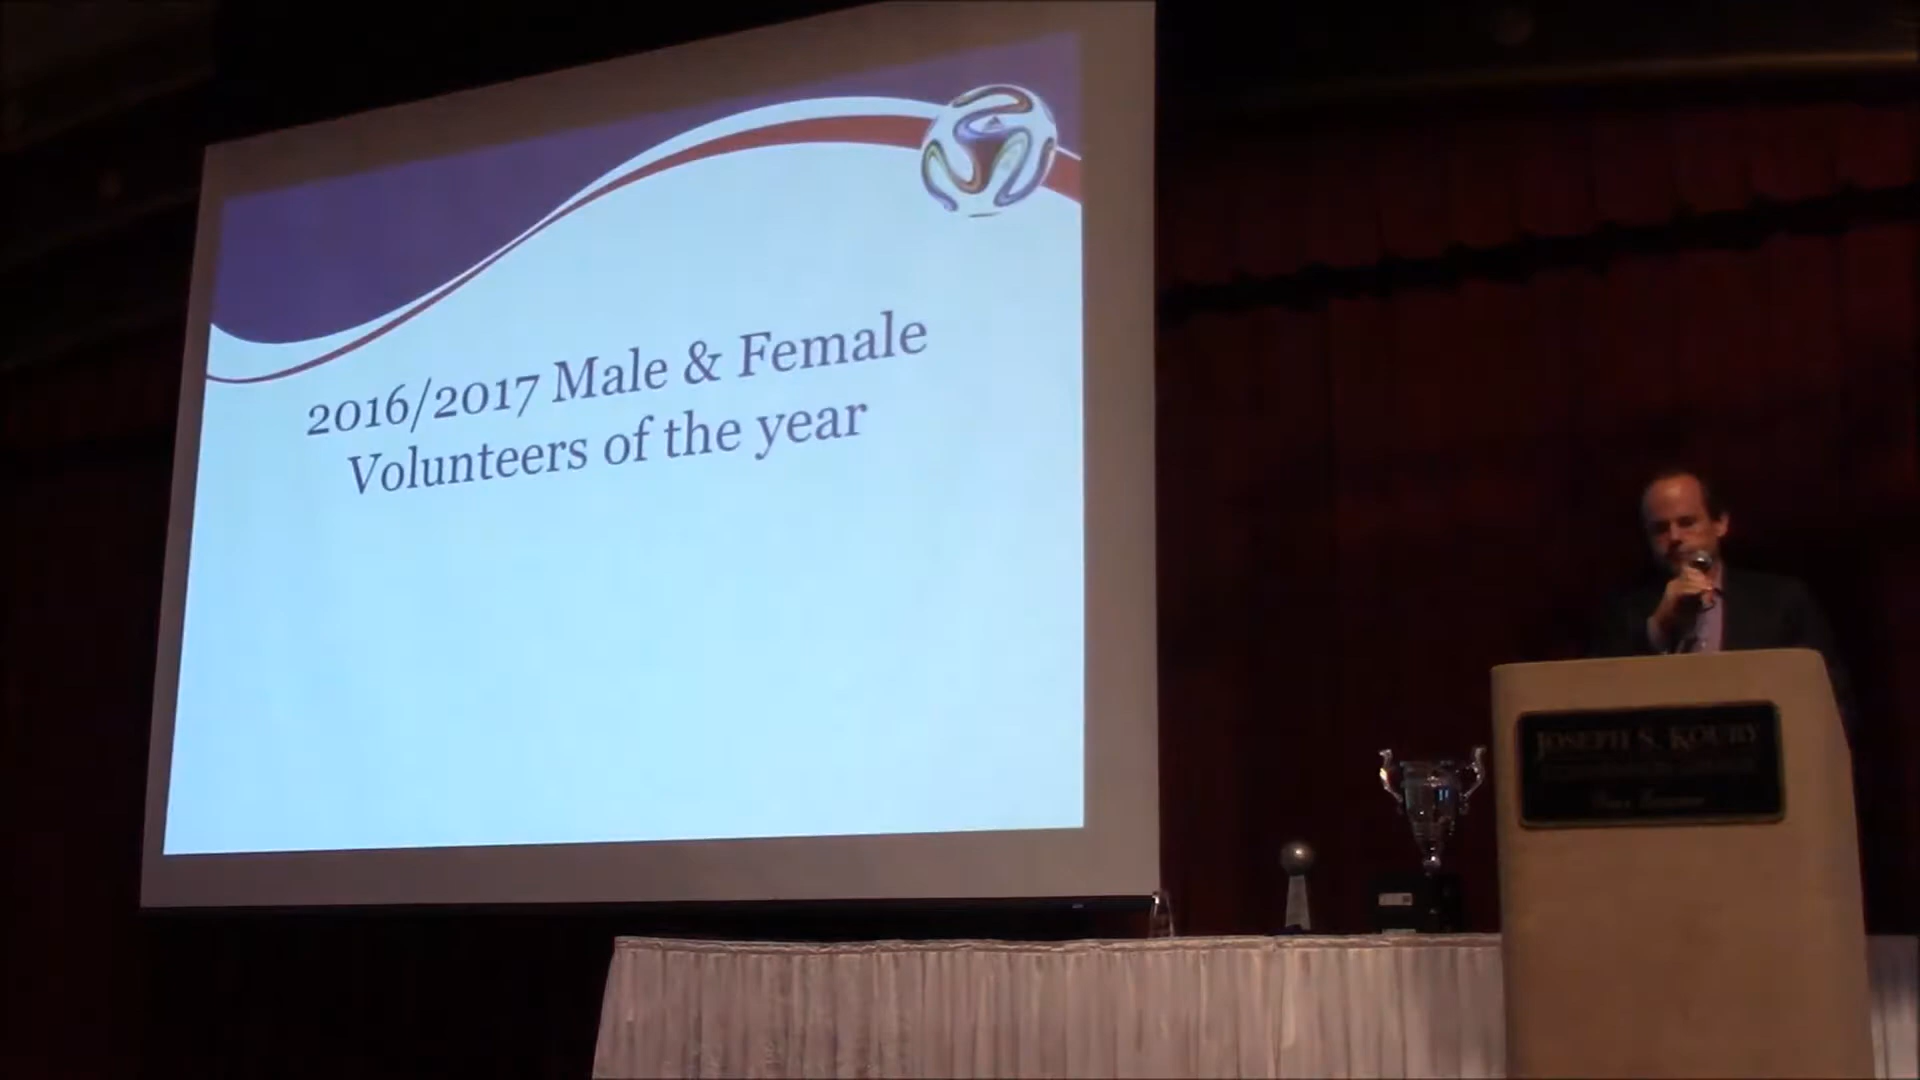 2016/2017 Male & Female
Volunteers of the year
JOSEPH S. KOURY